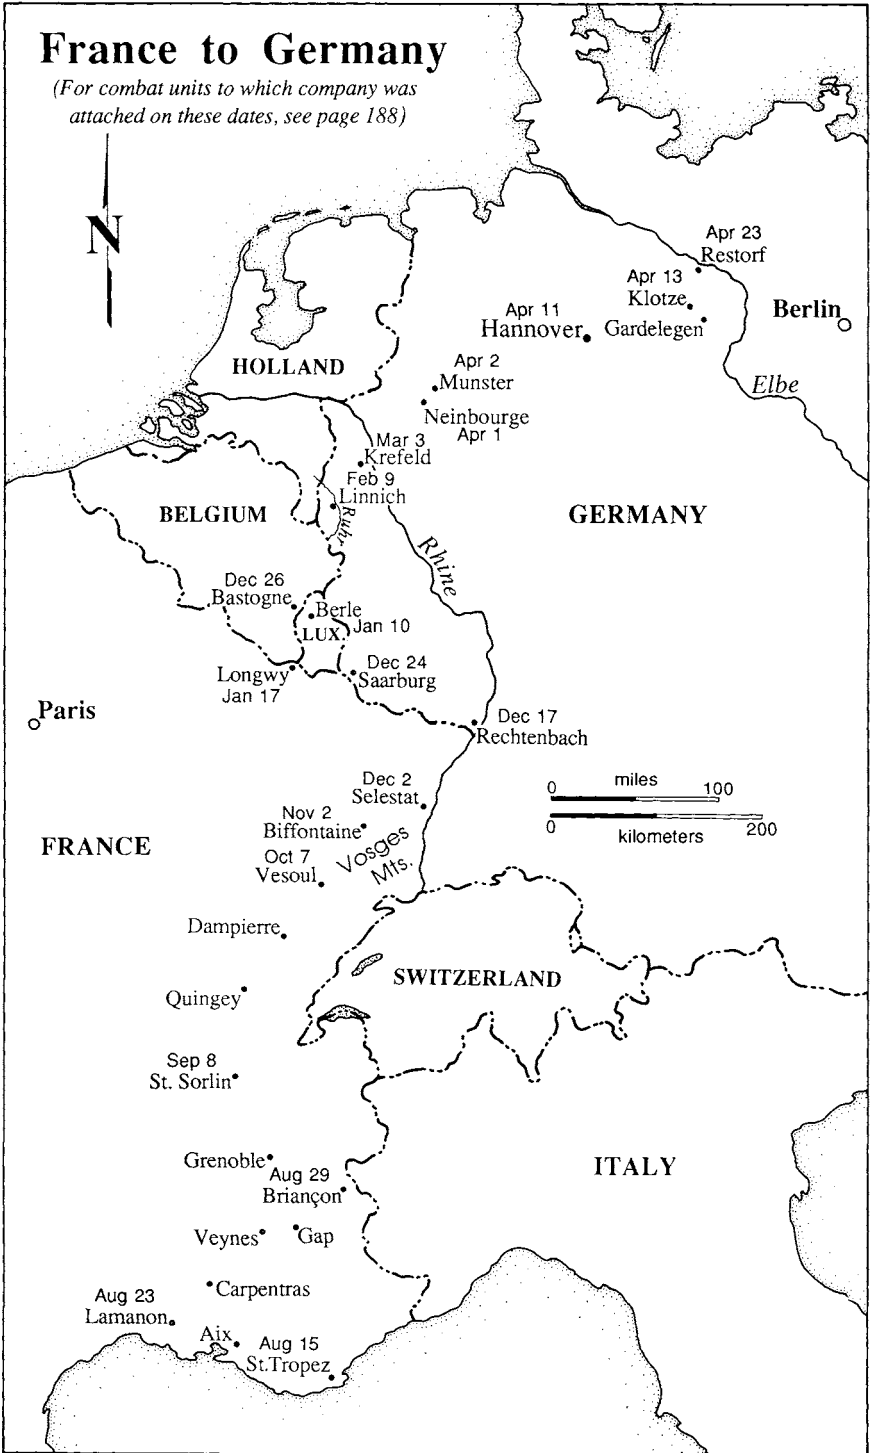 France to Germany
(For combat units to which company was
attached on these dates, see page 188)
N
Apr 23
Restorf
Apr 13
Klotze
Berlin
Apr 11
Hannover
Gardelegen
HOLLAND
Apr 2
Munster
Elbe
Neinbourge
Apr 1
Mar 3
Krefeld
Feb 9
Linnich
BELGIUM
GERMANY
Ruhr
Rhine
Dec 26
Bastogne
Berle
LUX.
Jan 10
Dec 24
Saarburg
Longwy
Jan 17
Paris
Dec 17
Rechtenbach
Dec 2
Selestat
0 miles 100
0 kilometers 200
Nov 2
Biffontaine
FRANCE
Vosges
Mts.
Oct 7
Vesoul
Dampierre
SWITZERLAND
Quingey
Sep 8
St. Sorlin
Grenoble
Aug 29
Briançon
ITALY
Veynes
Gap
Carpentras
Aug 23
Lamanon
Aix
Aug 15
St.Tropez